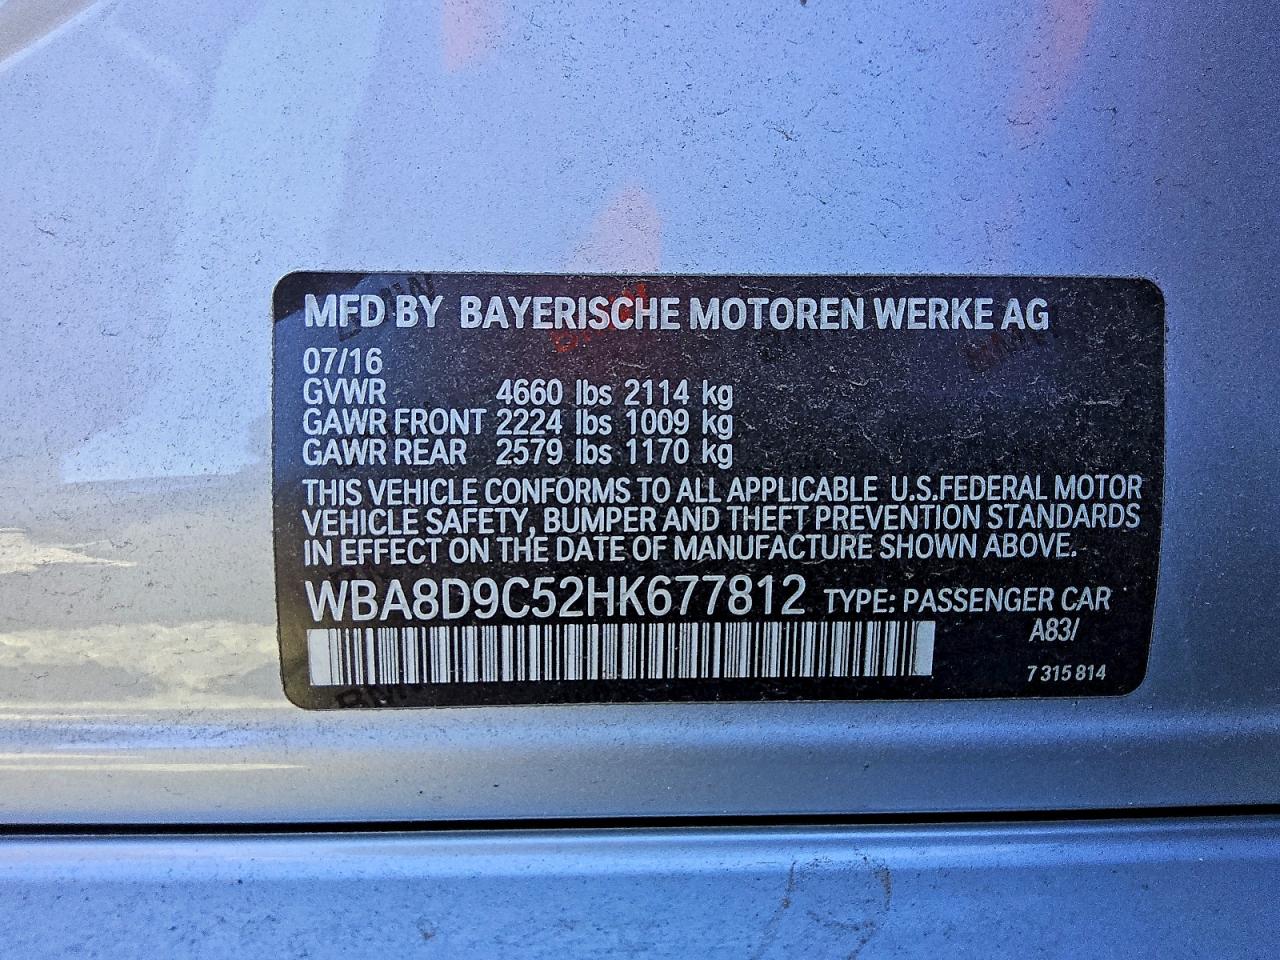 MFD BY BAYERISCHE MOTOREN WERKE AG
07/16
GVWR 4660 lbs 2114 kg
GAWR FRONT 2224 lbs 1009 kg
GAWR REAR 2579 lbs 1170 kg
THIS VEHICLE CONFORMS TO ALL APPLICABLE U.S.FEDERAL MOTOR
VEHICLE SAFETY, BUMPER AND THEFT PREVENTION STANDARDS
IN EFFECT ON THE DATE OF MANUFACTURE SHOWN ABOVE.
WBA8D9C52HK677812 TYPE: PASSENGER CAR
A83/
7 315 814